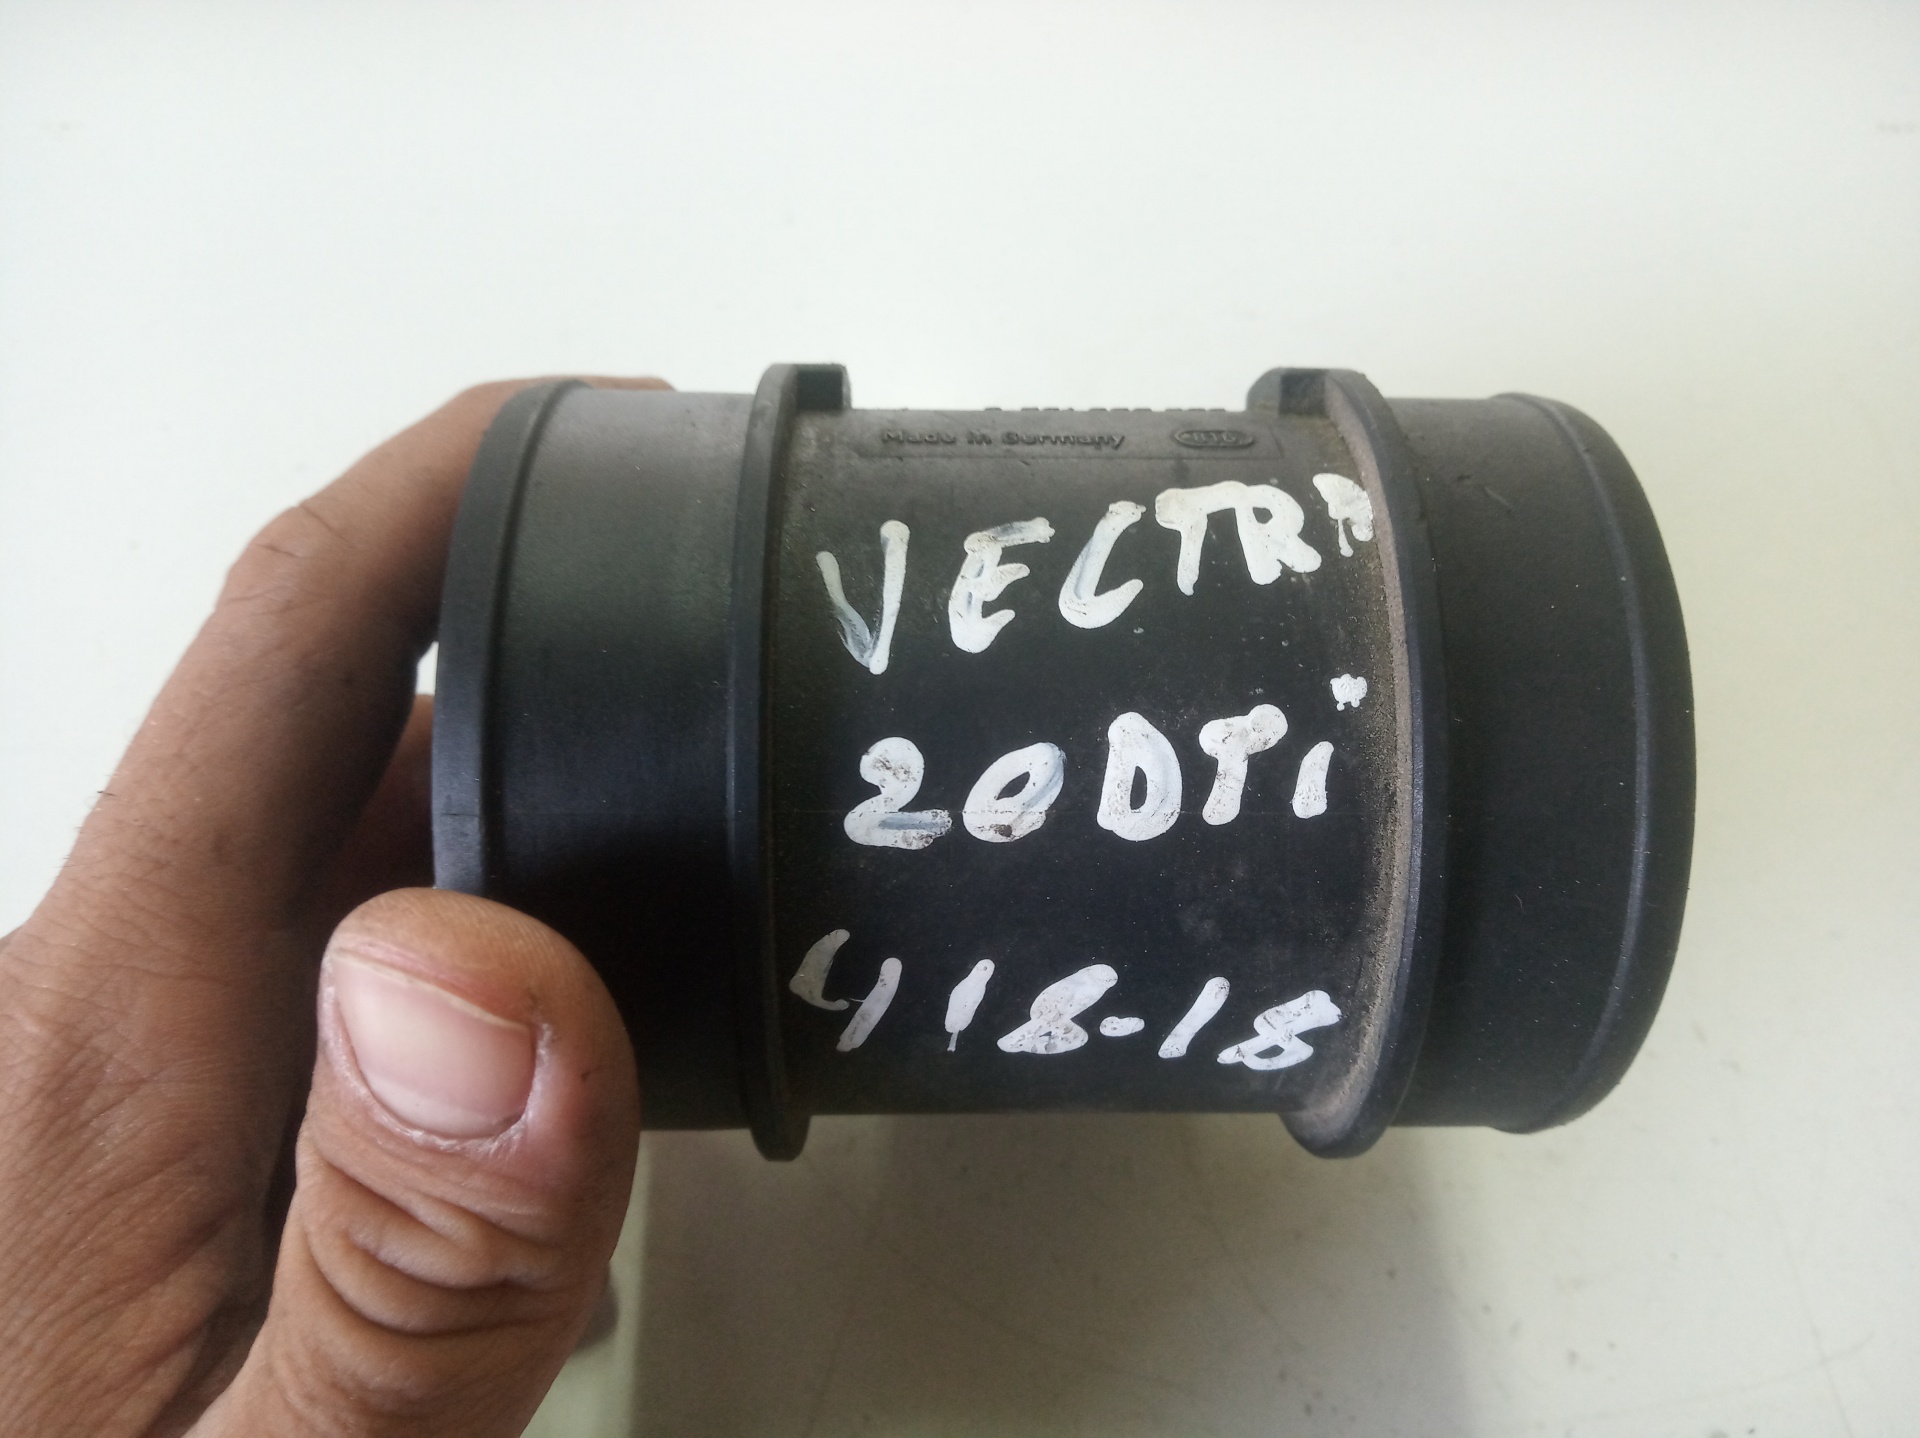 Made in Germany
VECTRA
20DTi
418-18